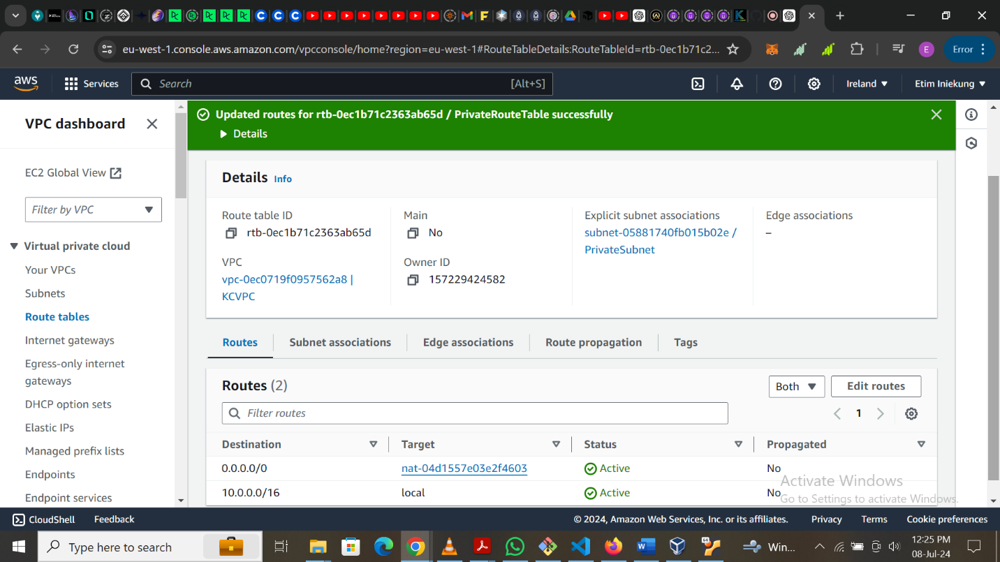 eu-west-1.console.aws.amazon.com/vpcconsole/home?region=eu-west-1#RouteTableDetails:RouteTableId=rtb-0ec1b71c2...
E
Error
aws
Services
Search
[Alt+S]
Ireland
Etim Iniekung
VPC dashboard
EC2 Global View
Filter by VPC
Virtual private cloud
Your VPCs
Subnets
Route tables
Internet gateways
Egress-only internet
gateways
DHCP option sets
Elastic IPs
Managed prefix lists
Endpoints
Endpoint services
Updated routes for rtb-0ec1b71c2363ab65d / PrivateRouteTable successfully
Details
Details Info
Route table ID
rtb-0ec1b71c2363ab65d
Main
No
Explicit subnet associations
subnet-05881740fb015b02e /
PrivateSubnet
Edge associations
–
VPC
vpc-0ec0719f0957562a8 |
KCVPC
Owner ID
157229424582
Routes Subnet associations Edge associations Route propagation Tags
Routes (2)
Both
Edit routes
Filter routes
1
Destination Target Status Propagated
0.0.0.0/0 nat-04d1557e03e2f4603 Active No
10.0.0.0/16 local Active No
Activate Windows
Go to Settings to activate Windows.
CloudShell Feedback
© 2024, Amazon Web Services, Inc. or its affiliates. Privacy Terms Cookie preferences
Type here to search
Win...
12:25 PM
08-Jul-24